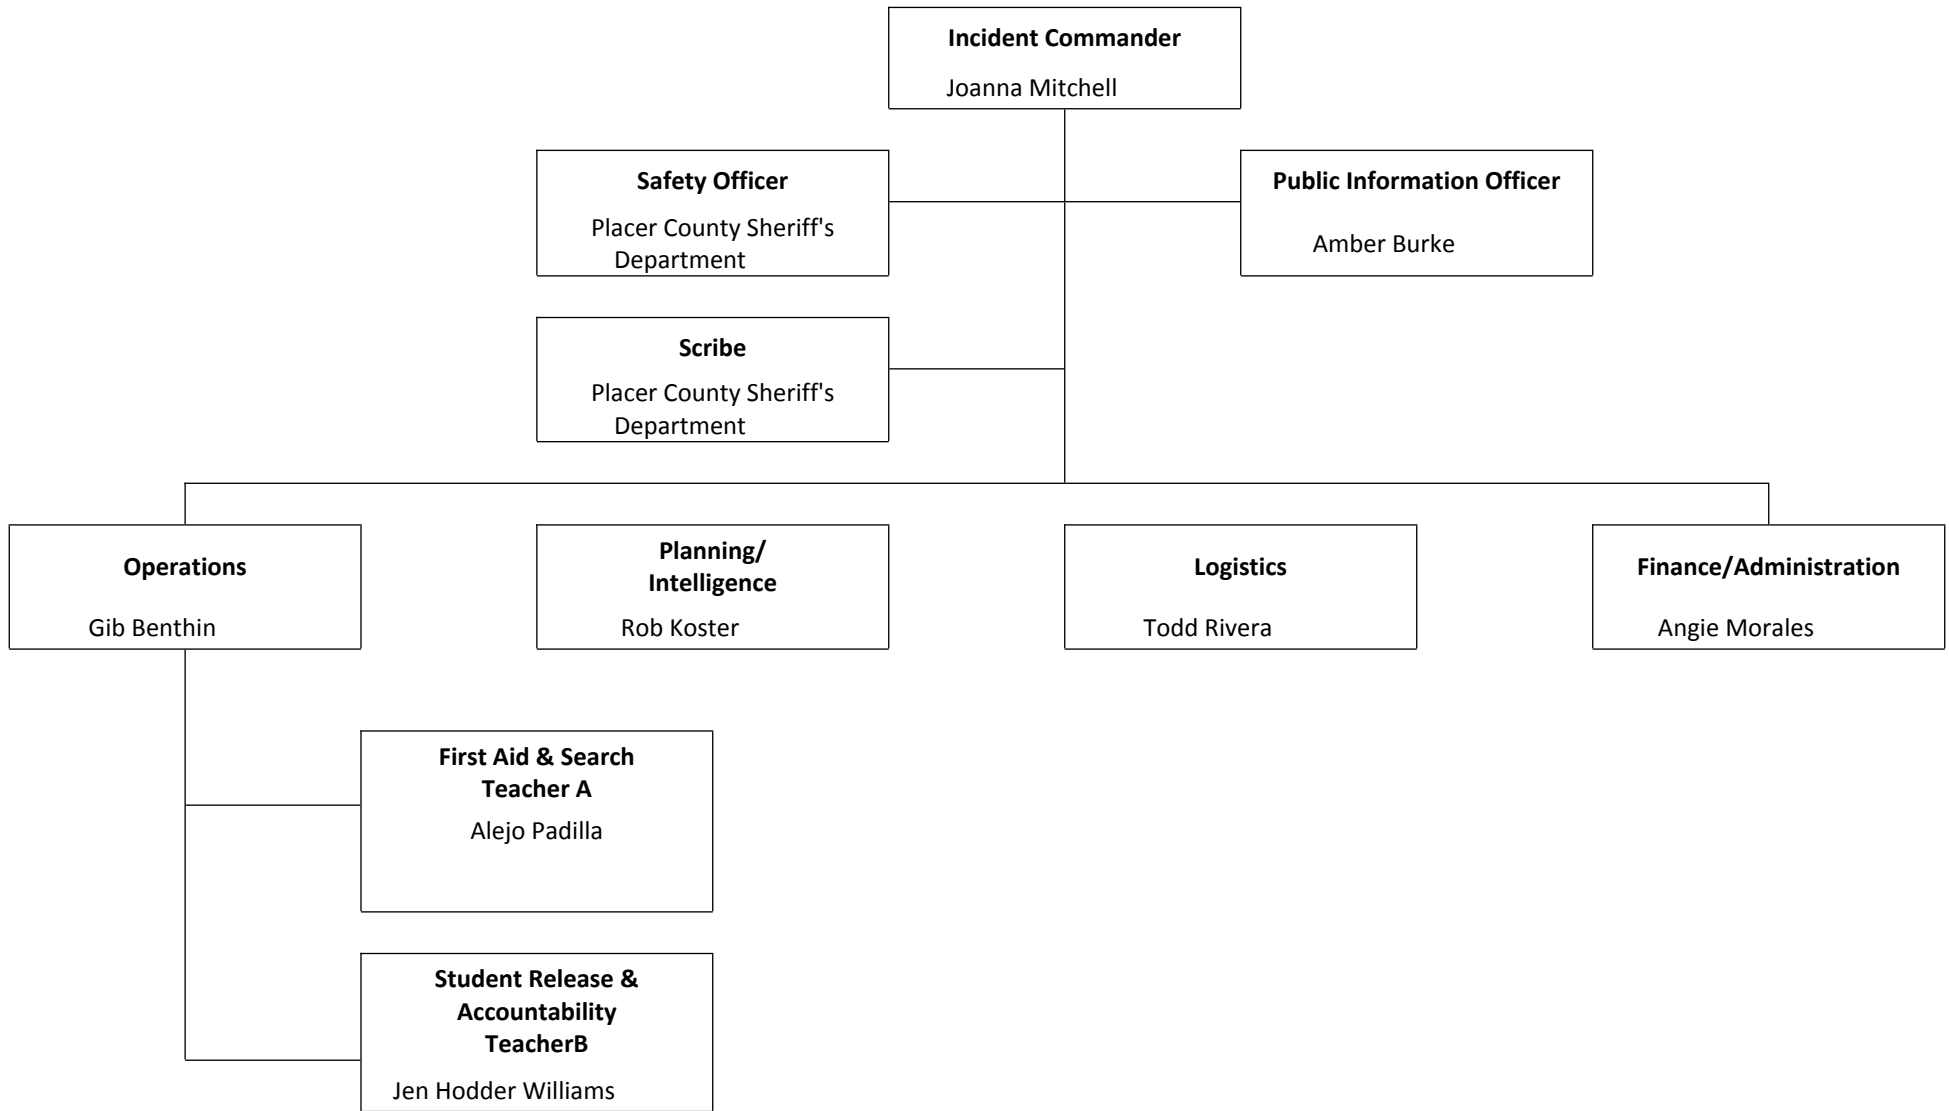 Incident Commander
Joanna Mitchell
Safety Officer
Placer County Sheriff's
Department
Public Information Officer
Amber Burke
Scribe
Placer County Sheriff's
Department
Operations
Gib Benthin
Planning/
Intelligence
Rob Koster
Logistics
Todd Rivera
Finance/Administration
Angie Morales
First Aid & Search
Teacher A
Alejo Padilla
Student Release &
Accountability
TeacherB
Jen Hodder Williams